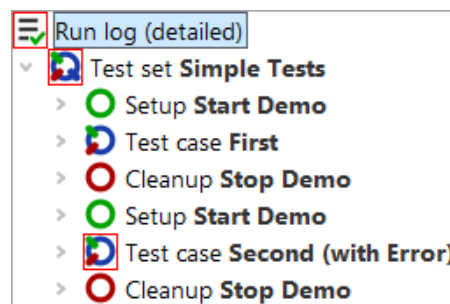 Run log (detailed)
Test set Simple Tests
Setup Start Demo
Test case First
Cleanup Stop Demo
Setup Start Demo
Test case Second (with Error)
Cleanup Stop Demo